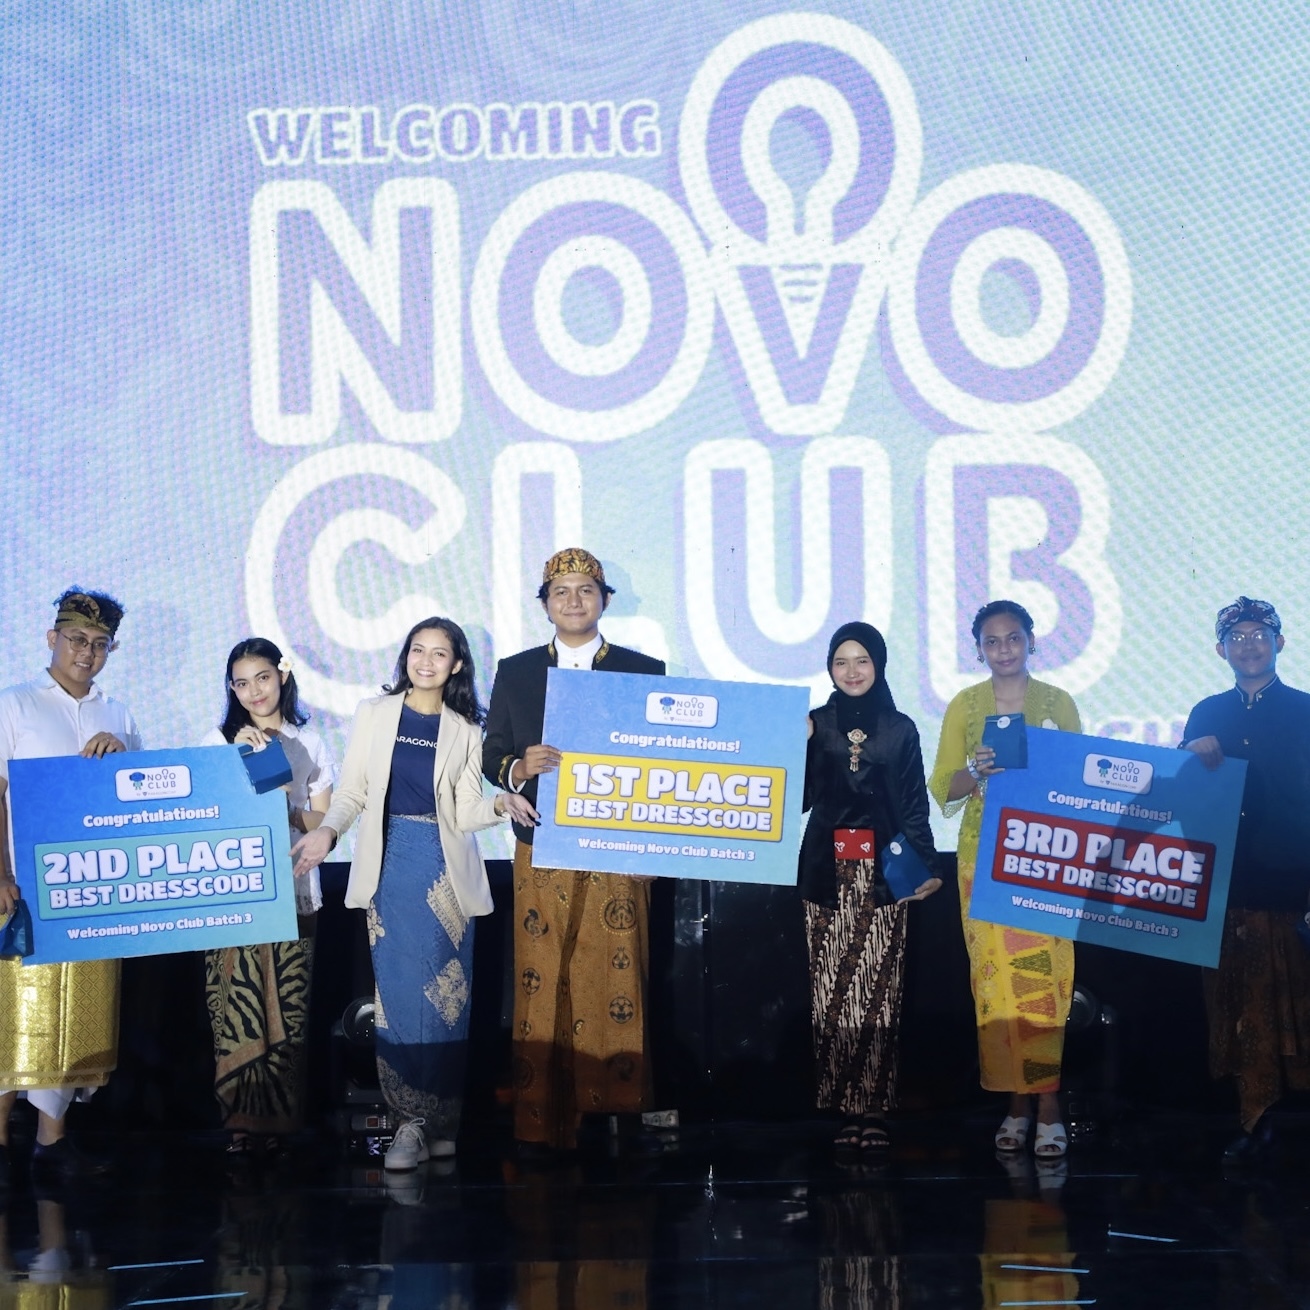 WELCOMING
NOVO
CLUB
ARAGON
NOVO
CLUB
Congratulations!
2ND PLACE
BEST DRESSCODE
Welcoming Novo Club Batch 3
NOVO
CLUB
Congratulations!
1ST PLACE
BEST DRESSCODE
Welcoming Novo Club Batch 3
NOVO
CLUB
Congratulations!
3RD PLACE
BEST DRESSCODE
Welcoming Novo Club Batch 3